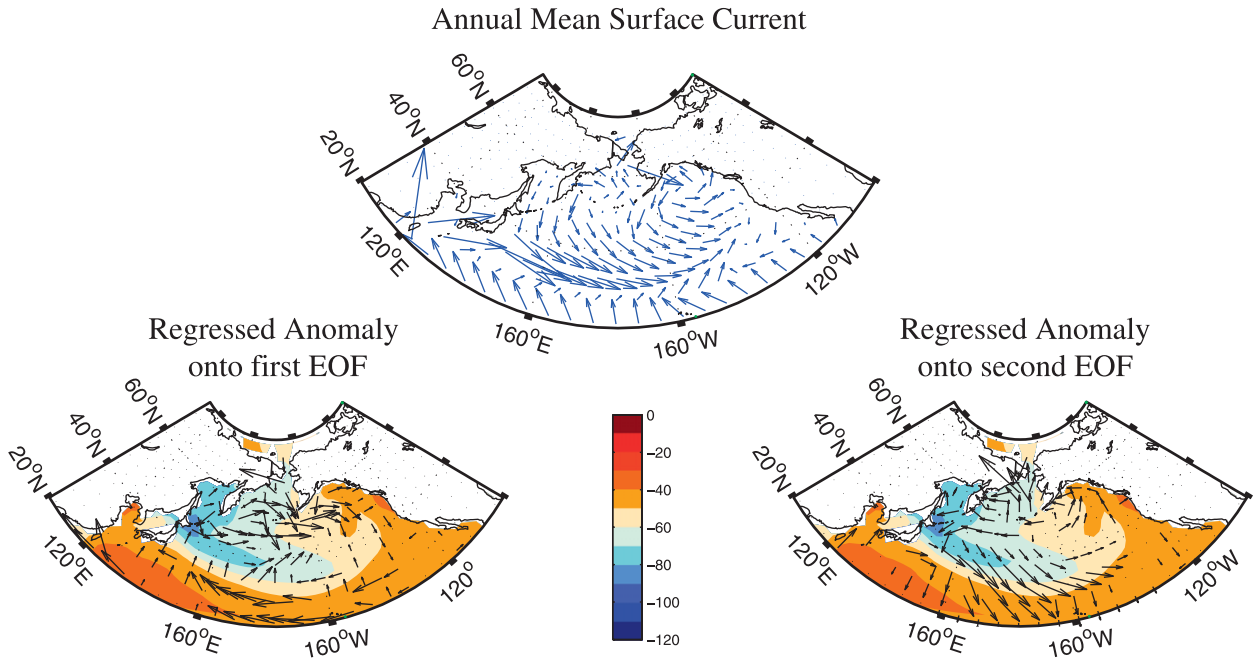 Annual Mean Surface Current
60°N
40°N
20°N
120°E
160°E
160°W
120°W
Regressed Anomaly
onto first EOF
60°N
40°N
20°N
120°E
160°E
160°W
120°
0
−20
−40
−60
−80
−100
−120
Regressed Anomaly
onto second EOF
60°N
40°N
20°N
120°E
160°E
160°W
120°W